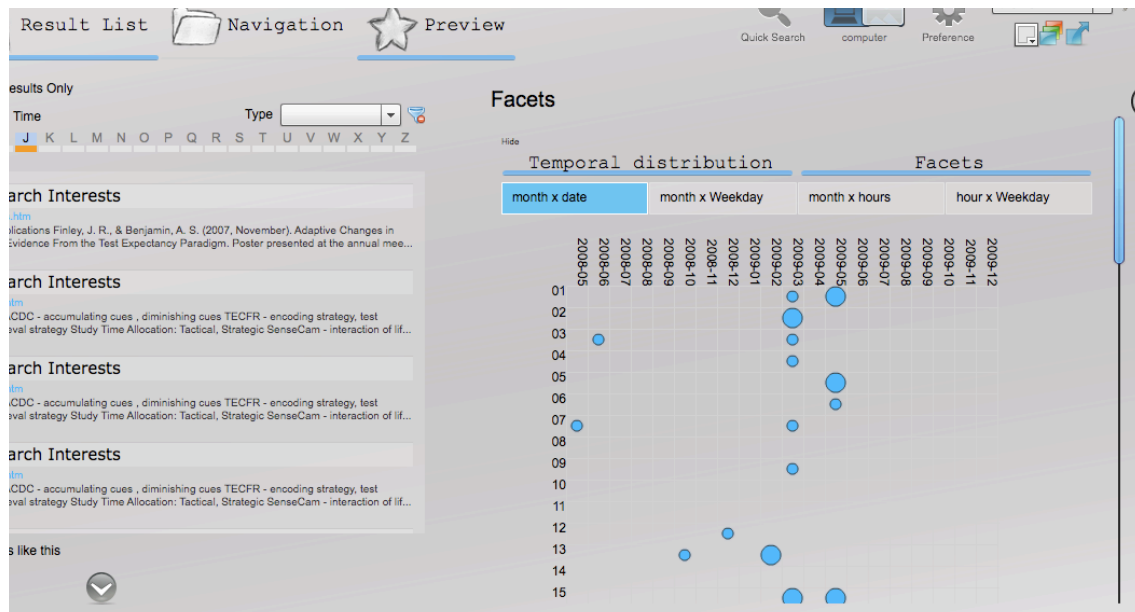 Result List
Navigation
Preview
Quick Search
computer
Preference
esults Only
Time
Type
J K L M N O P Q R S T U V W X Y Z
arch Interests
.htm
olications Finley, J. R., & Benjamin, A. S. (2007, November). Adaptive Changes in
Evidence From the Test Expectancy Paradigm. Poster presented at the annual mee...
arch Interests
htm
ACDC - accumulating cues , diminishing cues TECFR - encoding strategy, test
eval strategy Study Time Allocation: Tactical, Strategic SenseCam - interaction of lif...
arch Interests
htm
ACDC - accumulating cues , diminishing cues TECFR - encoding strategy, test
eval strategy Study Time Allocation: Tactical, Strategic SenseCam - interaction of lif...
arch Interests
htm
ACDC - accumulating cues , diminishing cues TECFR - encoding strategy, test
eval strategy Study Time Allocation: Tactical, Strategic SenseCam - interaction of lif...
s like this
Facets
Hide
Temporal distribution
Facets
month x date
month x Weekday
month x hours
hour x Weekday
2008-05
2008-06
2008-07
2008-08
2008-09
2008-10
2008-11
2008-12
2009-01
2009-02
2009-03
2009-04
2009-05
2009-06
2009-07
2009-08
2009-09
2009-10
2009-11
2009-12
01
02
03
04
05
06
07
08
09
10
11
12
13
14
15